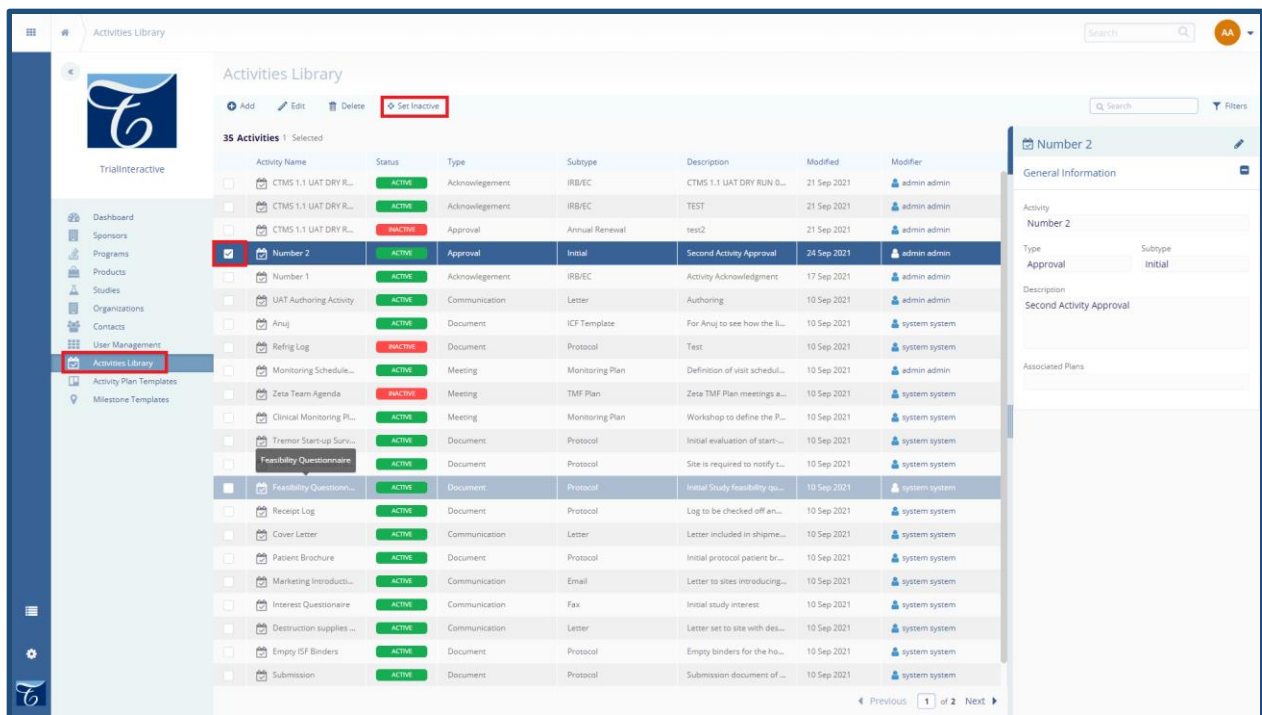 Activities Library
Search
AA
TrialInteractive
Dashboard
Sponsors
Programs
Products
Studies
Organizations
Contacts
User Management
Activities Library
Activity Plan Templates
Milestone Templates
Activities Library
Add Edit Delete Set Inactive
Search Filters
35 Activities 1 Selected
Activity Name Status Type Subtype Description Modified Modifier
CTMS 1.1 UAT DRY R... ACTIVE Acknowlegement IRB/EC CTMS 1.1 UAT DRY RUN 0... 21 Sep 2021 admin admin
CTMS 1.1 UAT DRY R... ACTIVE Acknowlegement IRB/EC TEST 21 Sep 2021 admin admin
CTMS 1.1 UAT DRY R... INACTIVE Approval Annual Renewal test2 21 Sep 2021 admin admin
Number 2 ACTIVE Approval Initial Second Activity Approval 24 Sep 2021 admin admin
Number 1 ACTIVE Acknowlegement IRB/EC Activity Acknowledgment 17 Sep 2021 admin admin
UAT Authoring Activity ACTIVE Communication Letter Authoring 10 Sep 2021 admin admin
Anuj ACTIVE Document ICF Template For Anuj to see how the li... 10 Sep 2021 system system
Refrig Log INACTIVE Document Protocol Test 10 Sep 2021 system system
Monitoring Schedule... ACTIVE Meeting Monitoring Plan Definition of visit schedul... 10 Sep 2021 admin admin
Zeta Team Agenda INACTIVE Meeting TMF Plan Zeta TMF Plan meetings a... 10 Sep 2021 system system
Clinical Monitoring Pl... ACTIVE Meeting Monitoring Plan Workshop to define the P... 10 Sep 2021 system system
Tremor Start-up Surv... ACTIVE Document Protocol Initial evaluation of start-... 10 Sep 2021 system system
Feasibility Questionnaire ACTIVE Document Protocol Site is required to notify t... 10 Sep 2021 system system
Feasibility Questionn... ACTIVE Document Protocol Initial Study feasibility qu... 10 Sep 2021 system system
Receipt Log ACTIVE Document Protocol Log to be checked off an... 10 Sep 2021 system system
Cover Letter ACTIVE Communication Letter Letter included in shipme... 10 Sep 2021 system system
Patient Brochure ACTIVE Document Protocol Initial protocol patient br... 10 Sep 2021 system system
Marketing Introducti... ACTIVE Communication Email Letter to sites introducing... 10 Sep 2021 system system
Interest Questionaire ACTIVE Communication Fax Initial study interest 10 Sep 2021 system system
Destruction supplies ... ACTIVE Communication Letter Letter set to site with des... 10 Sep 2021 system system
Empty ISF Binders ACTIVE Document Protocol Empty binders for the ho... 10 Sep 2021 system system
Submission ACTIVE Document Protocol Submission document of ... 10 Sep 2021 system system
Previous 1 of 2 Next
Number 2
General Information
Activity
Number 2
Type Subtype
Approval Initial
Description
Second Activity Approval
Associated Plans